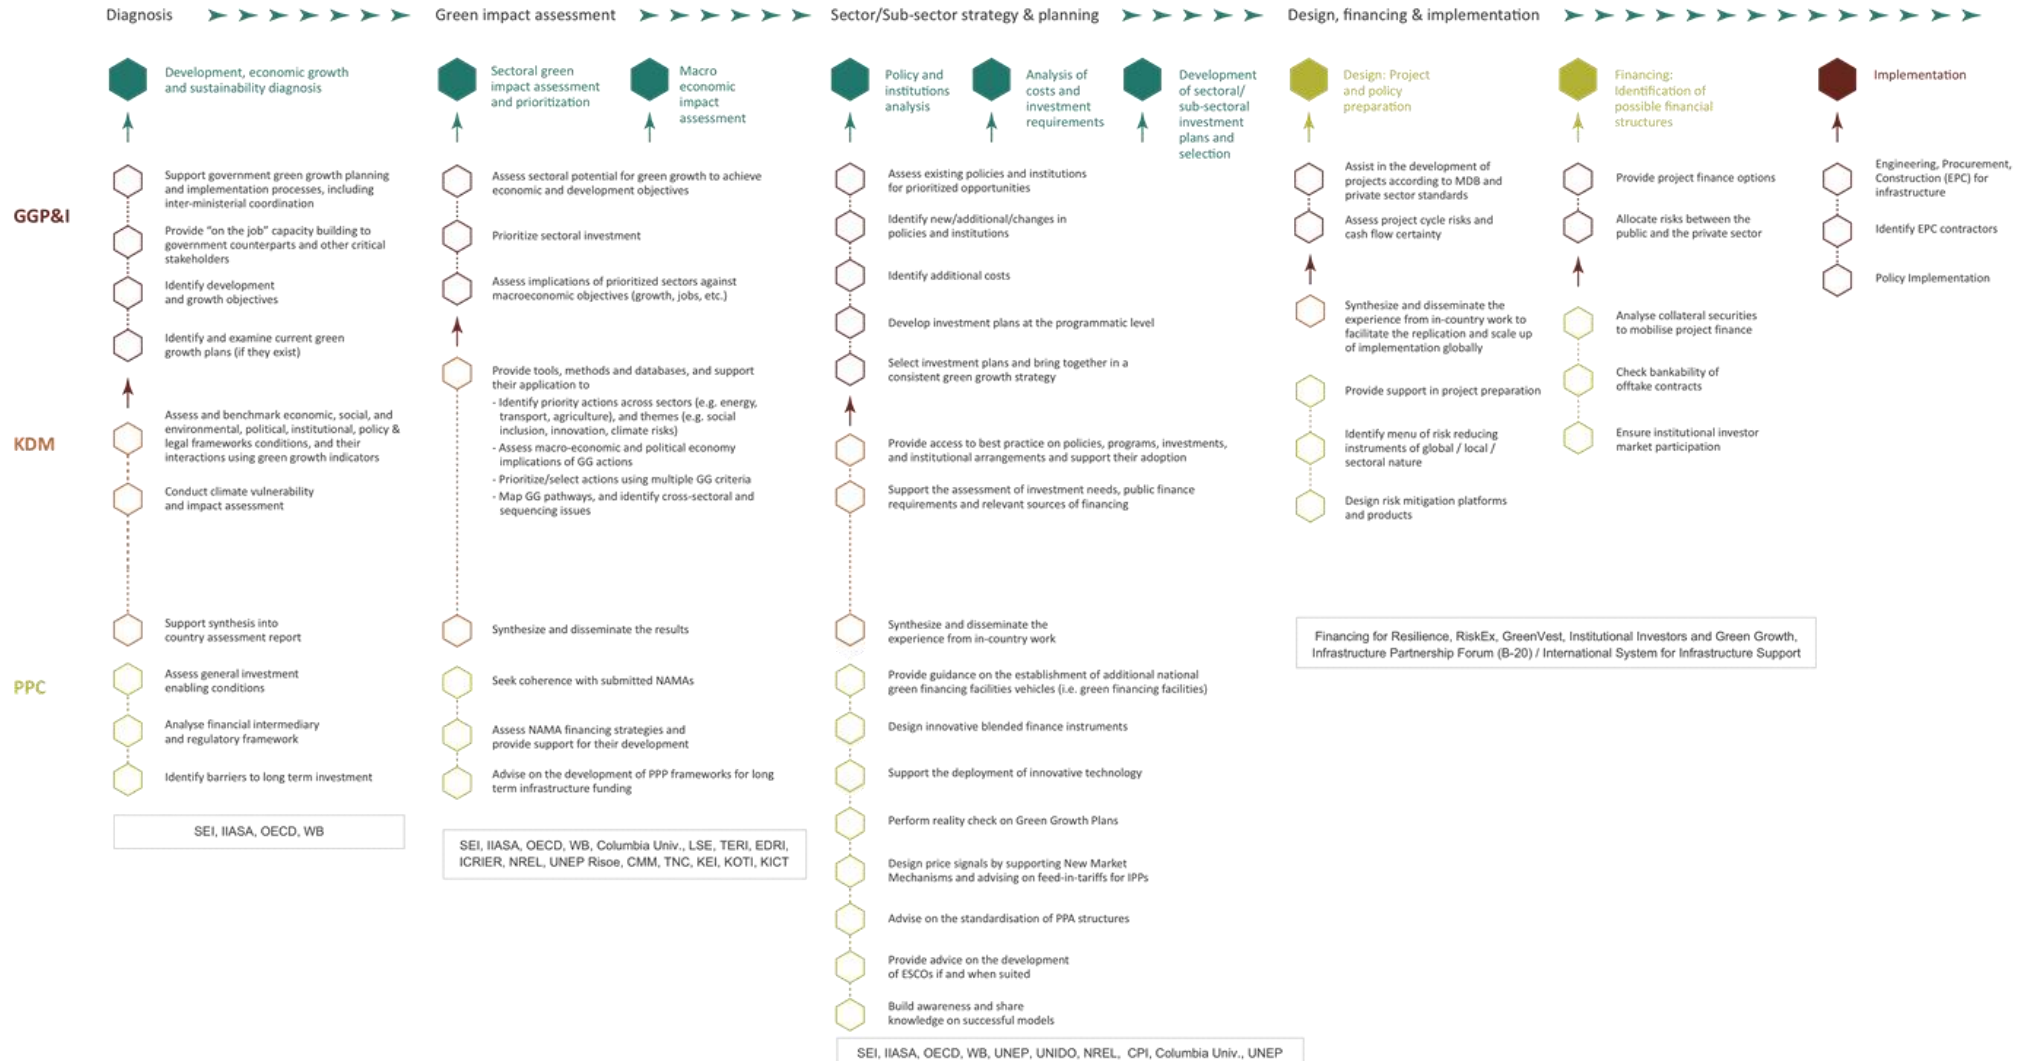 Diagnosis
Green impact assessment
Sector/Sub-sector strategy & planning
Design, financing & implementation
Development, economic growth
and sustainability diagnosis
Sectoral green
impact assessment
and prioritization
Macro
economic
impact
assessment
Policy and
institutions
analysis
Analysis of
costs and
investment
requirements
Development
of sectoral/
sub-sectoral
investment
plans and
selection
Design: Project
and policy
preparation
Financing:
Identification of
possible financial
structures
Implementation
GGP&I
Support government green growth planning
and implementation processes, including
inter-ministerial coordination
Provide "on the job" capacity building to
government counterparts and other critical
stakeholders
Identify development
and growth objectives
Identify and examine current green
growth plans (if they exist)
Assess sectoral potential for green growth to achieve
economic and development objectives
Prioritize sectoral investment
Assess implications of prioritized sectors against
macroeconomic objectives (growth, jobs, etc.)
Assess existing policies and institutions
for prioritized opportunities
Identify new/additional/changes in
policies and institutions
Identify additional costs
Develop investment plans at the programmatic level
Select investment plans and bring together in a
consistent green growth strategy
Assist in the development of
projects according to MDB and
private sector standards
Assess project cycle risks and
cash flow certainty
Provide project finance options
Allocate risks between the
public and the private sector
Engineering, Procurement,
Construction (EPC) for
infrastructure
Identify EPC contractors
Policy Implementation
KDM
Assess and benchmark economic, social, and
environmental, political, institutional, policy &
legal frameworks conditions, and their
interactions using green growth indicators
Conduct climate vulnerability
and impact assessment
Support synthesis into
country assessment report
Provide tools, methods and databases, and support
their application to
- Identify priority actions across sectors (e.g. energy,
transport, agriculture), and themes (e.g. social
inclusion, innovation, climate risks)
- Assess macro-economic and political economy
implications of GG actions
- Prioritize/select actions using multiple GG criteria
- Map GG pathways, and identify cross-sectoral and
sequencing issues
Synthesize and disseminate the results
Provide access to best practice on policies, programs, investments,
and institutional arrangements and support their adoption
Support the assessment of investment needs, public finance
requirements and relevant sources of financing
Synthesize and disseminate the
experience from in-country work
Synthesize and disseminate the
experience from in-country work to
facilitate the replication and scale up
of implementation globally
PPC
Assess general investment
enabling conditions
Analyse financial intermediary
and regulatory framework
Identify barriers to long term investment
Seek coherence with submitted NAMAs
Assess NAMA financing strategies and
provide support for their development
Advise on the development of PPP frameworks for long
term infrastructure funding
Provide guidance on the establishment of additional national
green financing facilities vehicles (i.e. green financing facilities)
Design innovative blended finance instruments
Support the deployment of innovative technology
Perform reality check on Green Growth Plans
Design price signals by supporting New Market
Mechanisms and advising on feed-in-tariffs for IPPs
Advise on the standardisation of PPA structures
Provide advice on the development
of ESCOs if and when suited
Build awareness and share
knowledge on successful models
Provide support in project preparation
Identify menu of risk reducing
instruments of global / local /
sectoral nature
Design risk mitigation platforms
and products
Analyse collateral securities
to mobilise project finance
Check bankability of
offtake contracts
Ensure institutional investor
market participation
SEI, IIASA, OECD, WB
SEI, IIASA, OECD, WB, Columbia Univ., LSE, TERI, EDRI,
ICRIER, NREL, UNEP Risoe, CMM, TNC, KEI, KOTI, KICT
SEI, IIASA, OECD, WB, UNEP, UNIDO, NREL, CPI, Columbia Univ., UNEP
Financing for Resilience, RiskEx, GreenVest, Institutional Investors and Green Growth,
Infrastructure Partnership Forum (B-20) / International System for Infrastructure Support